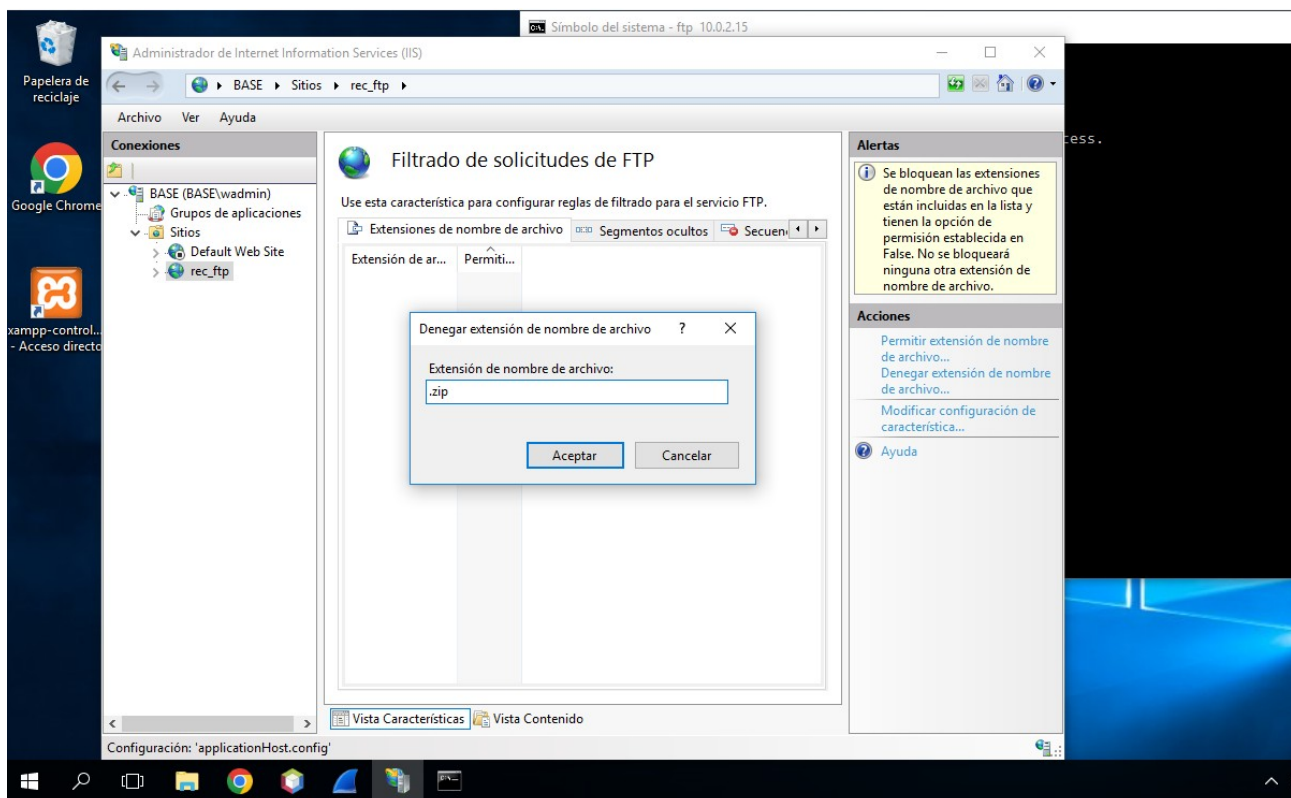 Símbolo del sistema - ftp 10.0.2.15
Papelera de
reciclaje
Google Chrome
xampp-control...
- Acceso directo
Administrador de Internet Information Services (IIS)
BASE
Sitios
rec_ftp
Archivo Ver Ayuda
Conexiones
BASE (BASE\wadmin)
Grupos de aplicaciones
Sitios
Default Web Site
rec_ftp
Filtrado de solicitudes de FTP
Use esta característica para configurar reglas de filtrado para el servicio FTP.
Extensiones de nombre de archivo Segmentos ocultos Secuen
Extensión de ar... Permiti...
Denegar extensión de nombre de archivo ?
Extensión de nombre de archivo:
.zip
Aceptar Cancelar
Vista Características Vista Contenido
Alertas
Se bloquean las extensiones
de nombre de archivo que
están incluidas en la lista y
tienen la opción de
permisión establecida en
False. No se bloqueará
ninguna otra extensión de
nombre de archivo.
Acciones
Permitir extensión de nombre
de archivo...
Denegar extensión de nombre
de archivo...
Modificar configuración de
característica...
Ayuda
Configuración: 'applicationHost.config'
cess.